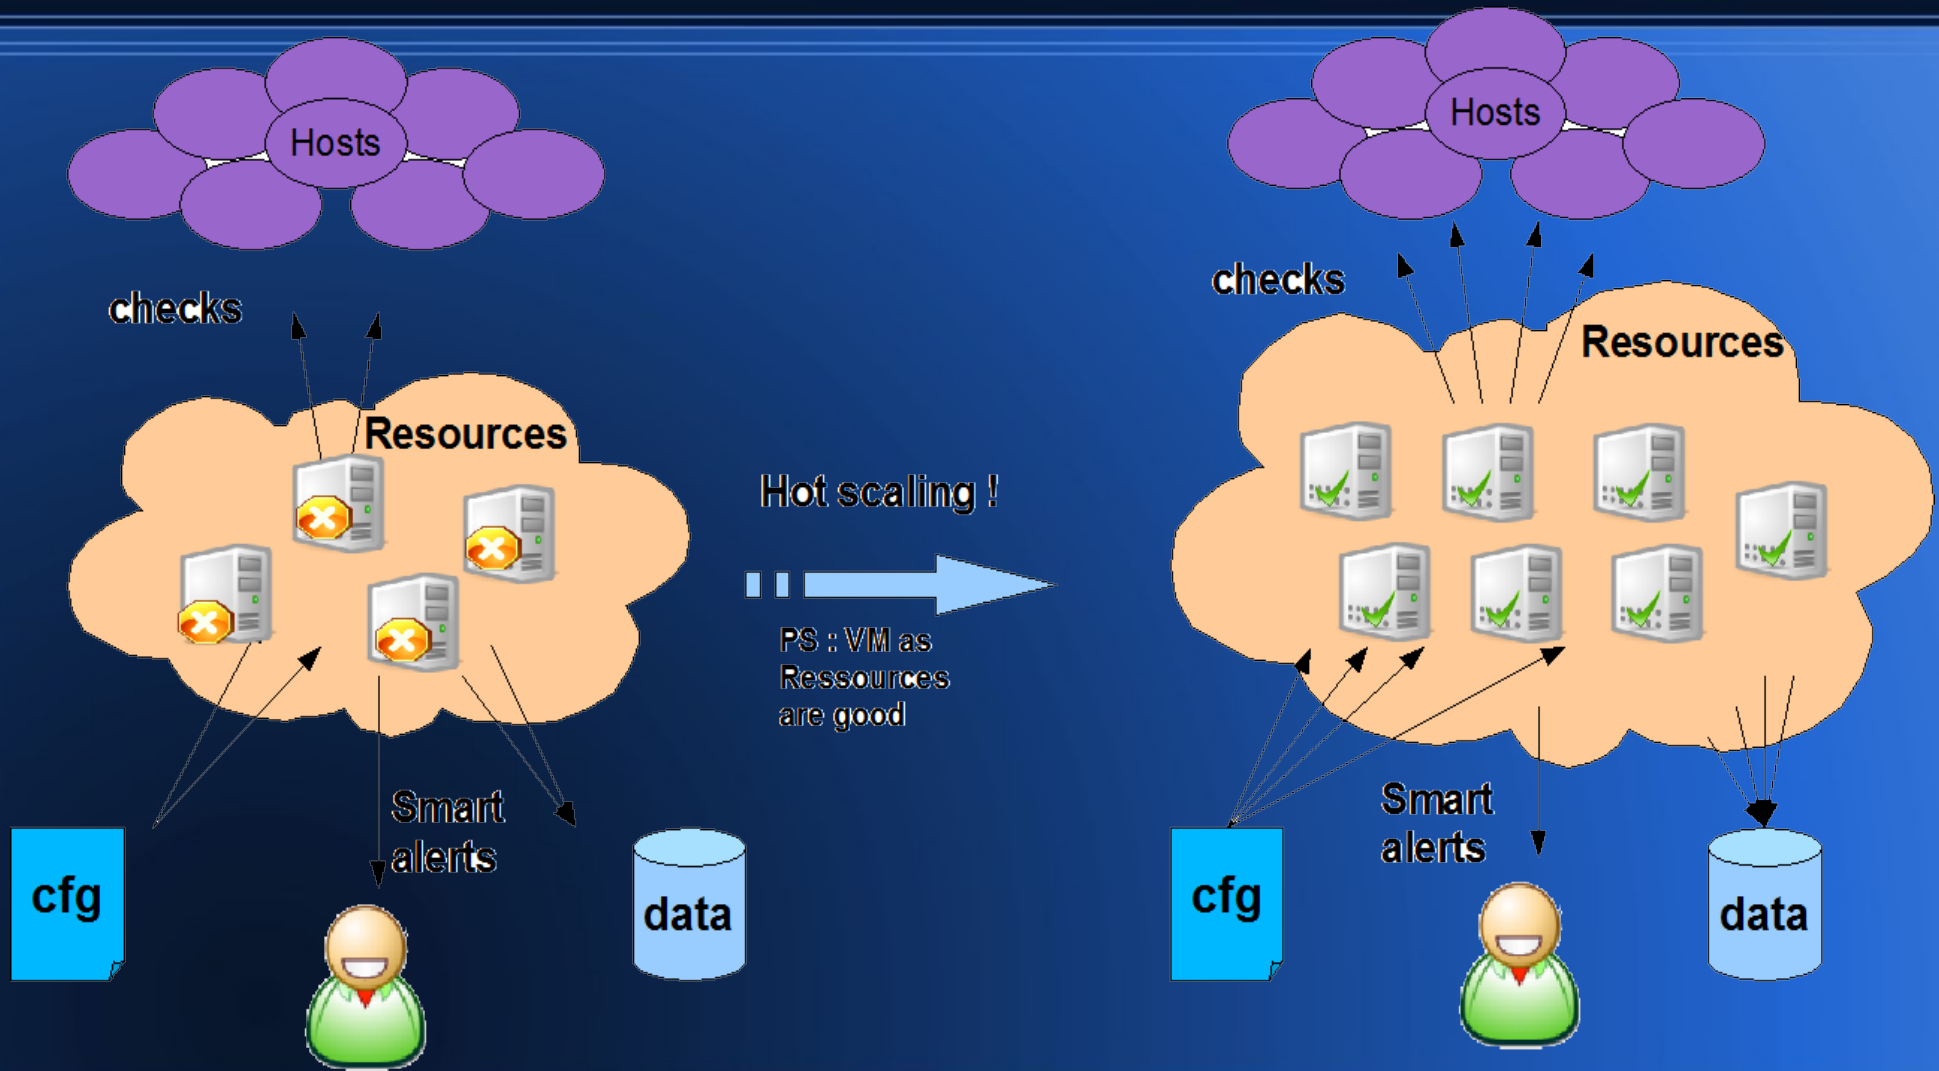 Hosts
checks
Resources
Smart
alerts
cfg
data
Hot scaling !
PS : VM as
Ressources
are good
Hosts
checks
Resources
Smart
alerts
cfg
data